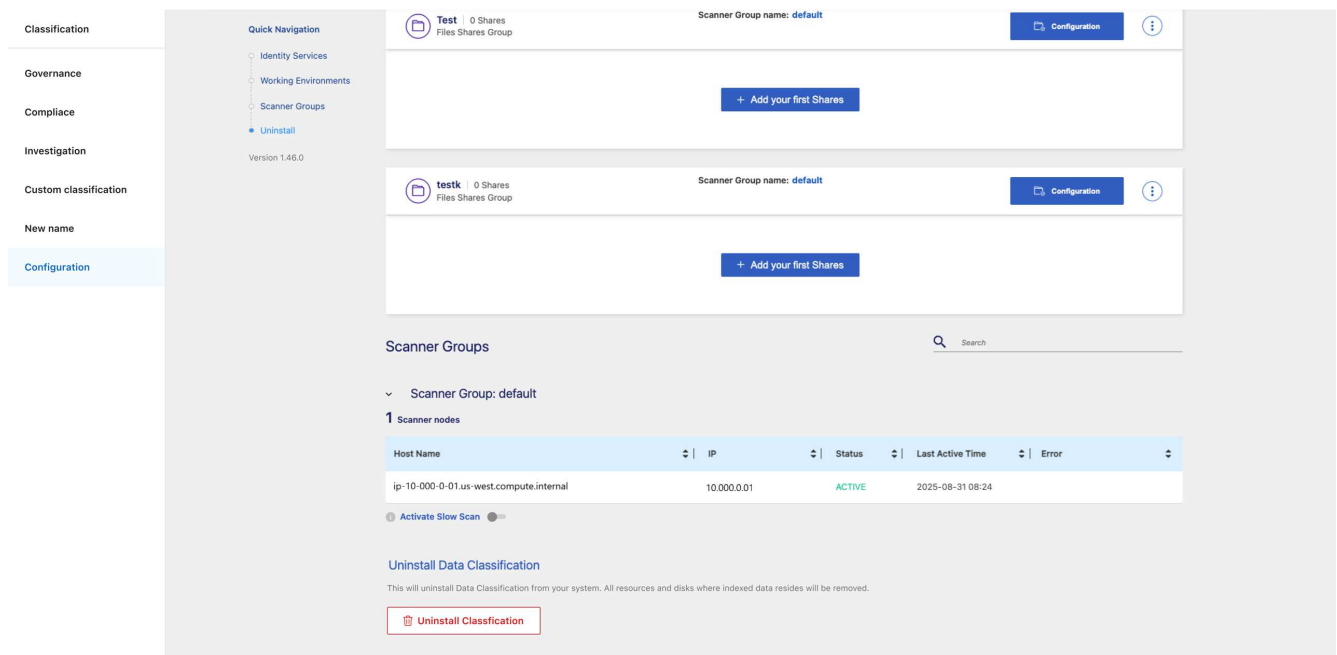 Classification
Governance
Compliace
Investigation
Custom classification
New name
Configuration
Quick Navigation
Identity Services
Working Environments
Scanner Groups
Uninstall
Version 1.46.0
Test | 0 Shares
Files Shares Group
Scanner Group name: default
Configuration
+ Add your first Shares
testk | 0 Shares
Files Shares Group
Scanner Group name: default
Configuration
+ Add your first Shares
Scanner Groups
Search
Scanner Group: default
1 Scanner nodes
Host Name | IP | Status | Last Active Time | Error
ip-10-000-0-01.us-west.compute.internal 10.000.0.01 ACTIVE 2025-08-31 08:24
Activate Slow Scan
Uninstall Data Classification
This will uninstall Data Classification from your system. All resources and disks where indexed data resides will be removed.
Uninstall Classfication